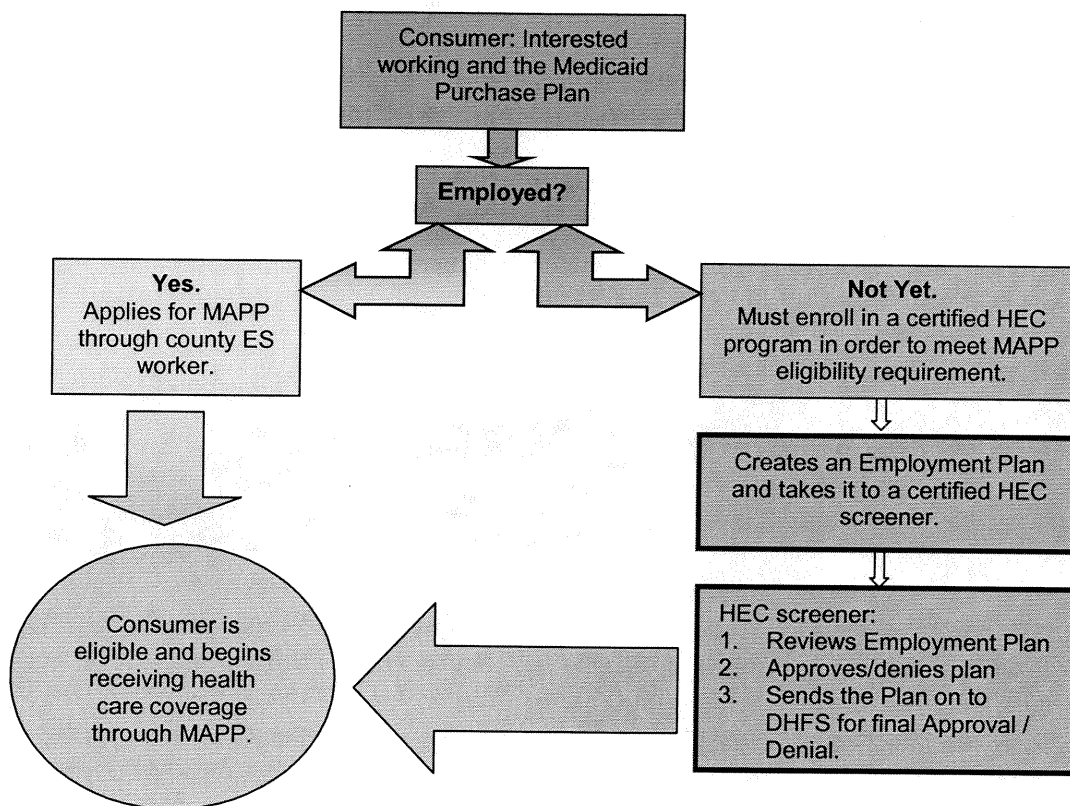 Consumer: Interested
working and the Medicaid
Purchase Plan
Employed?
Yes.
Applies for MAPP
through county ES
worker.
Not Yet.
Must enroll in a certified HEC
program in order to meet MAPP
eligibility requirement.
Creates an Employment Plan
and takes it to a certified HEC
screener.
HEC screener:
1. Reviews Employment Plan
2. Approves/denies plan
3. Sends the Plan on to
DHFS for final Approval /
Denial.
Consumer is
eligible and begins
receiving health
care coverage
through MAPP.